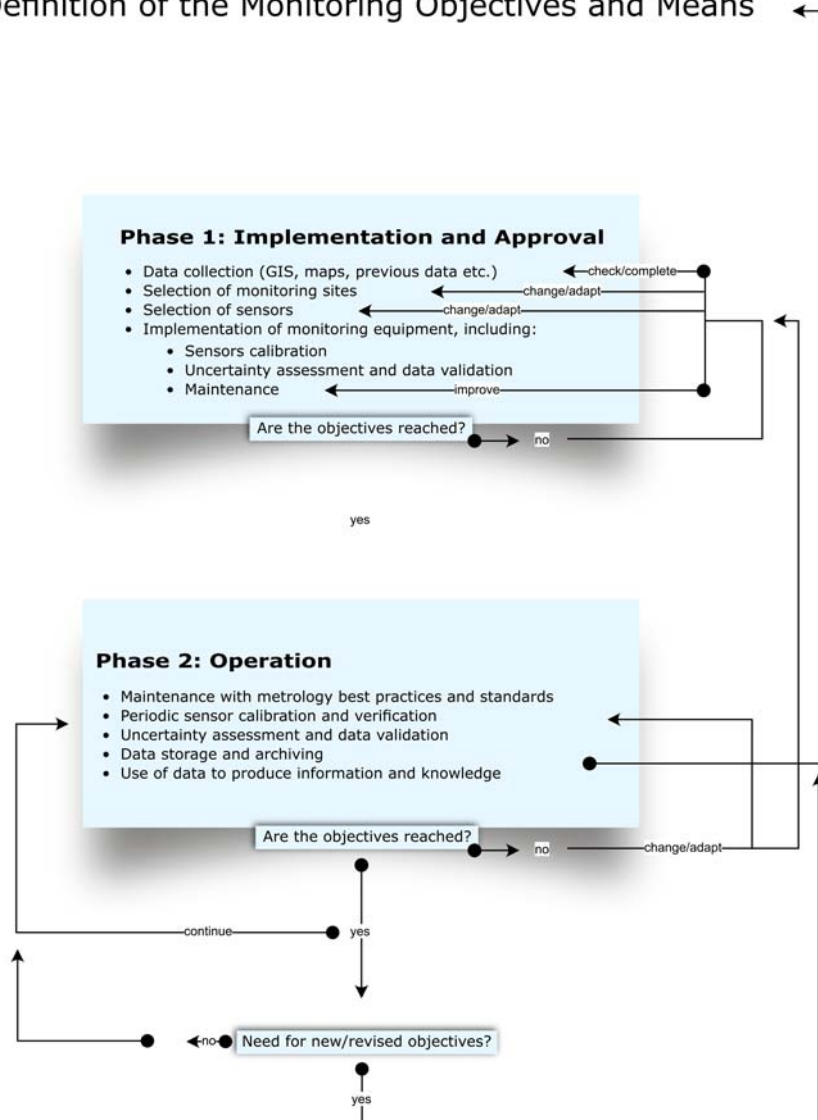 Definition of the Monitoring Objectives and Means
Phase 1: Implementation and Approval
• Data collection (GIS, maps, previous data etc.)
check/complete
• Selection of monitoring sites
change/adapt
• Selection of sensors
change/adapt
• Implementation of monitoring equipment, including:
• Sensors calibration
• Uncertainty assessment and data validation
• Maintenance
improve
Are the objectives reached?
no
yes
Phase 2: Operation
• Maintenance with metrology best practices and standards
• Periodic sensor calibration and verification
• Uncertainty assessment and data validation
• Data storage and archiving
• Use of data to produce information and knowledge
Are the objectives reached?
no
change/adapt
continue
yes
no
Need for new/revised objectives?
yes